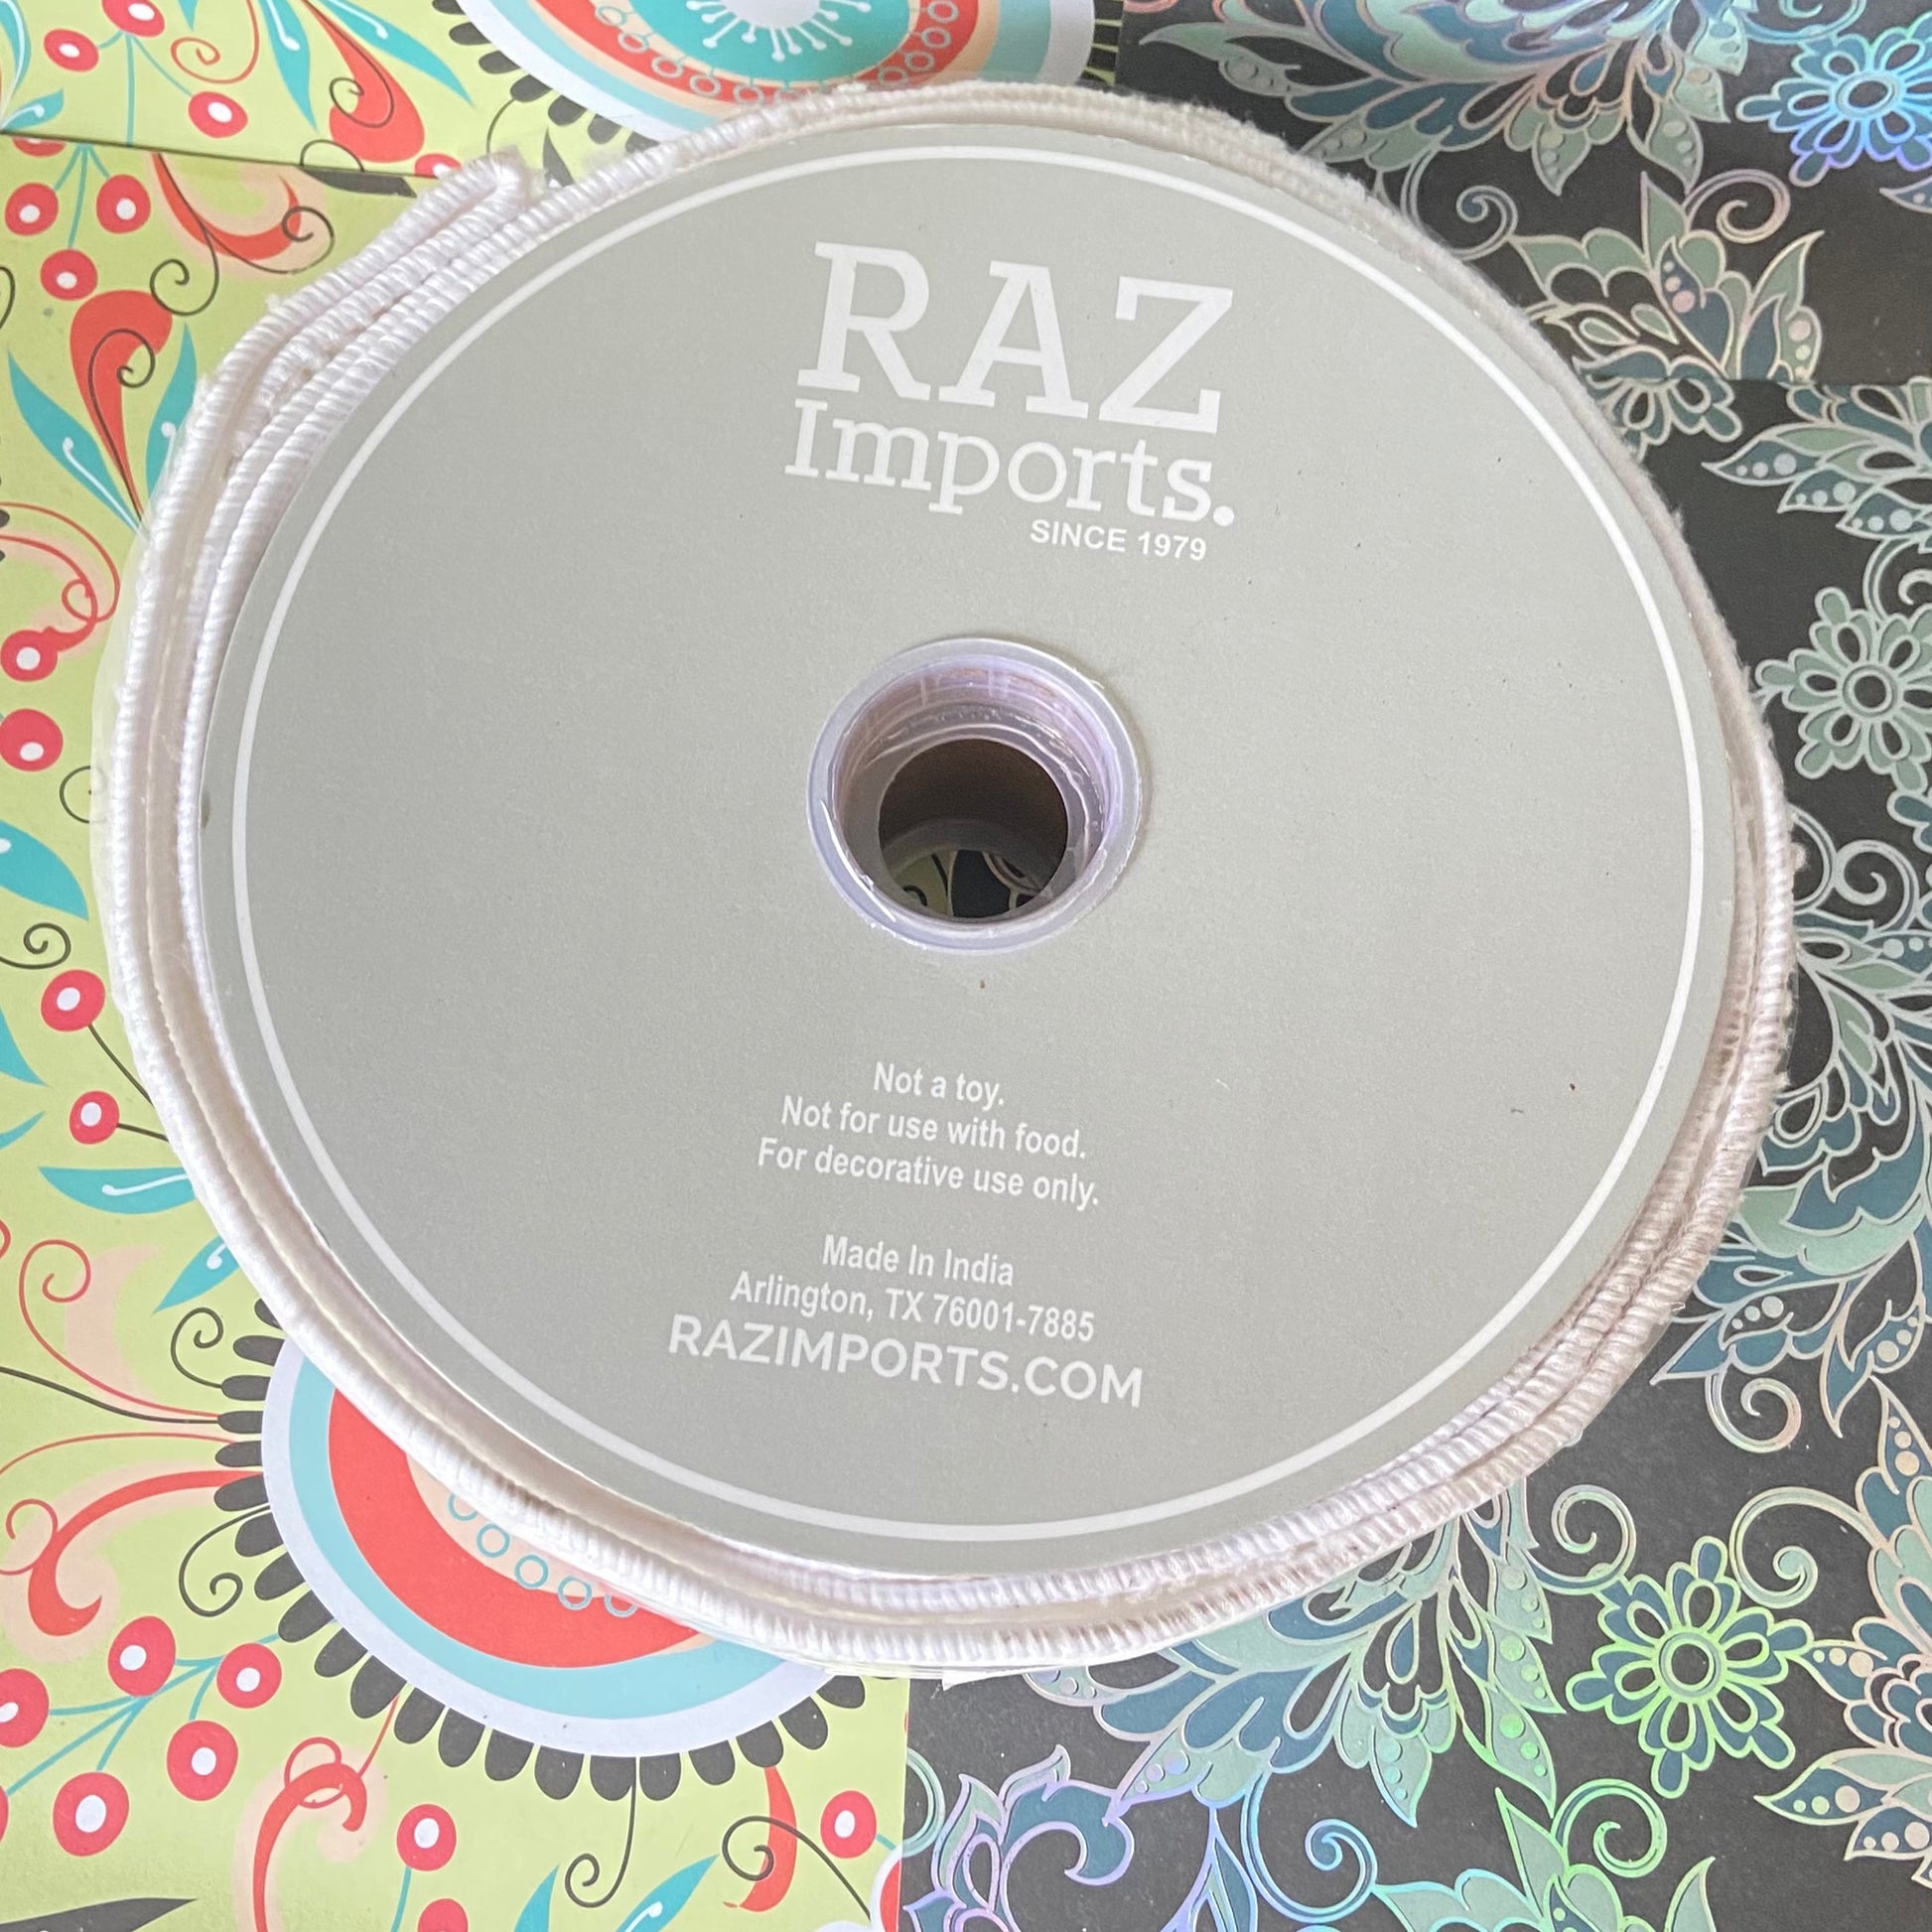 RAZ
Imports.
SINCE 1979
Not a toy.
Not for use with food.
For decorative use only.
Made In India
Arlington, TX 76001-7885
RAZIMPORTS.COM